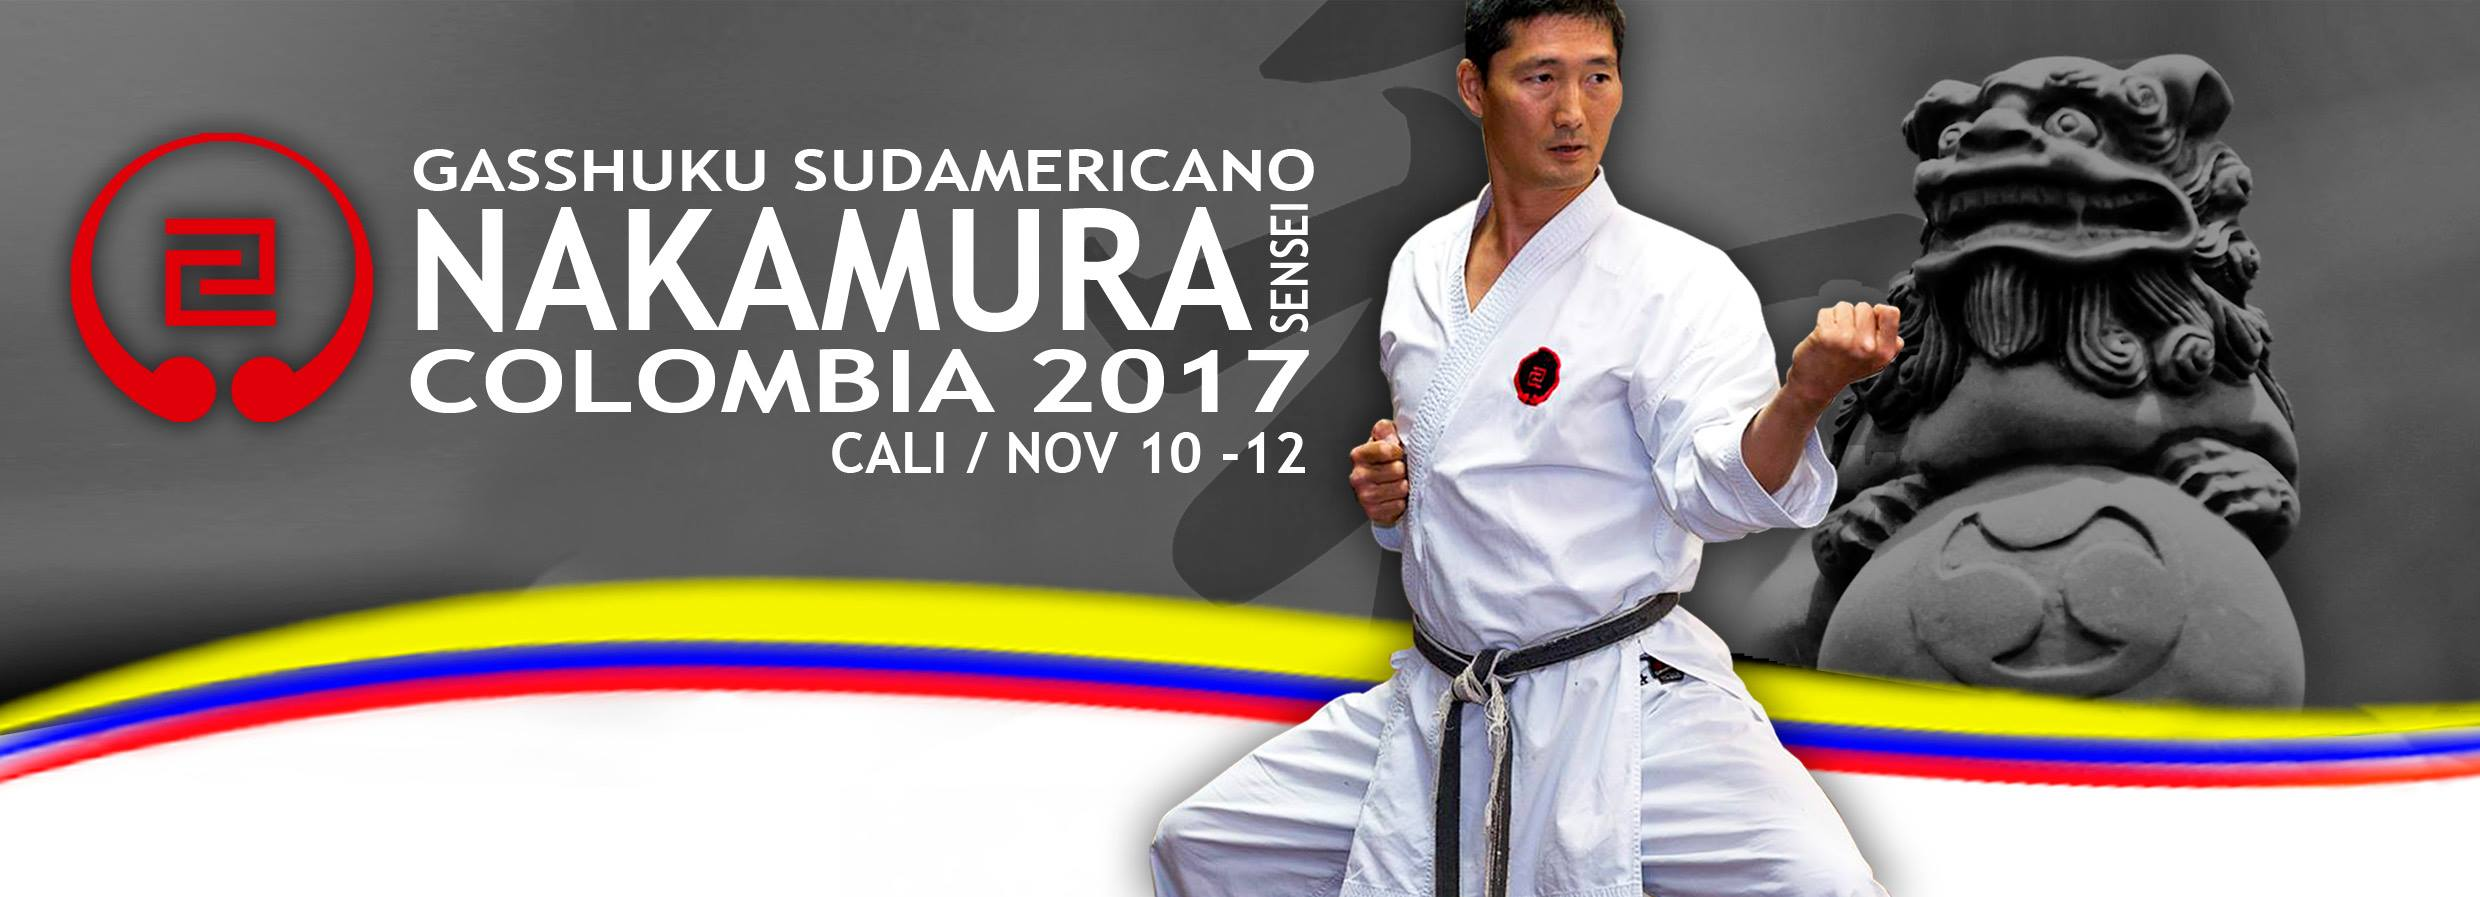 GASSHUKU SUDAMERICANO
NAKAMURA SENSEI
COLOMBIA 2017
CALI / NOV 10 -12